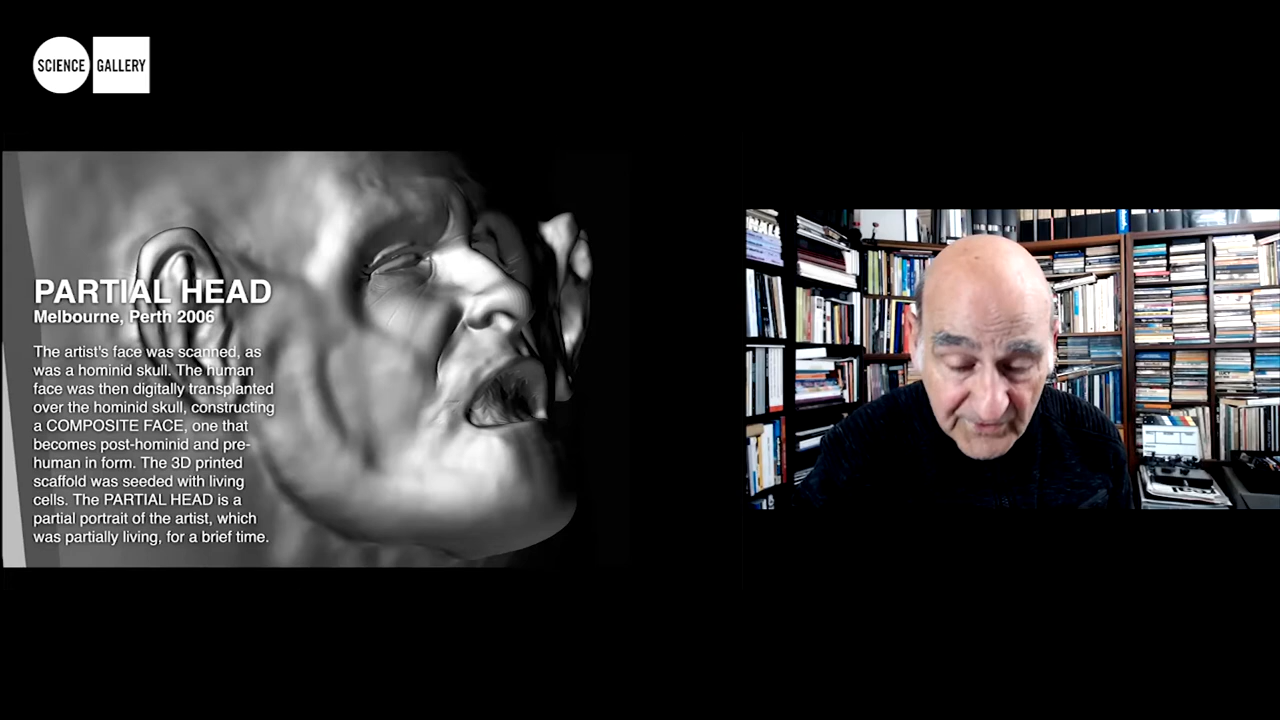 SCIENCE GALLERY
PARTIAL HEAD
Melbourne, Perth 2006
The artist's face was scanned, as
was a hominid skull. The human
face was then digitally transplanted
over the hominid skull, constructing
a COMPOSITE FACE, one that
becomes post-hominid and pre-
human in form. The 3D printed
scaffold was seeded with living
cells. The PARTIAL HEAD is a
partial portrait of the artist, which
was partially living, for a brief time.